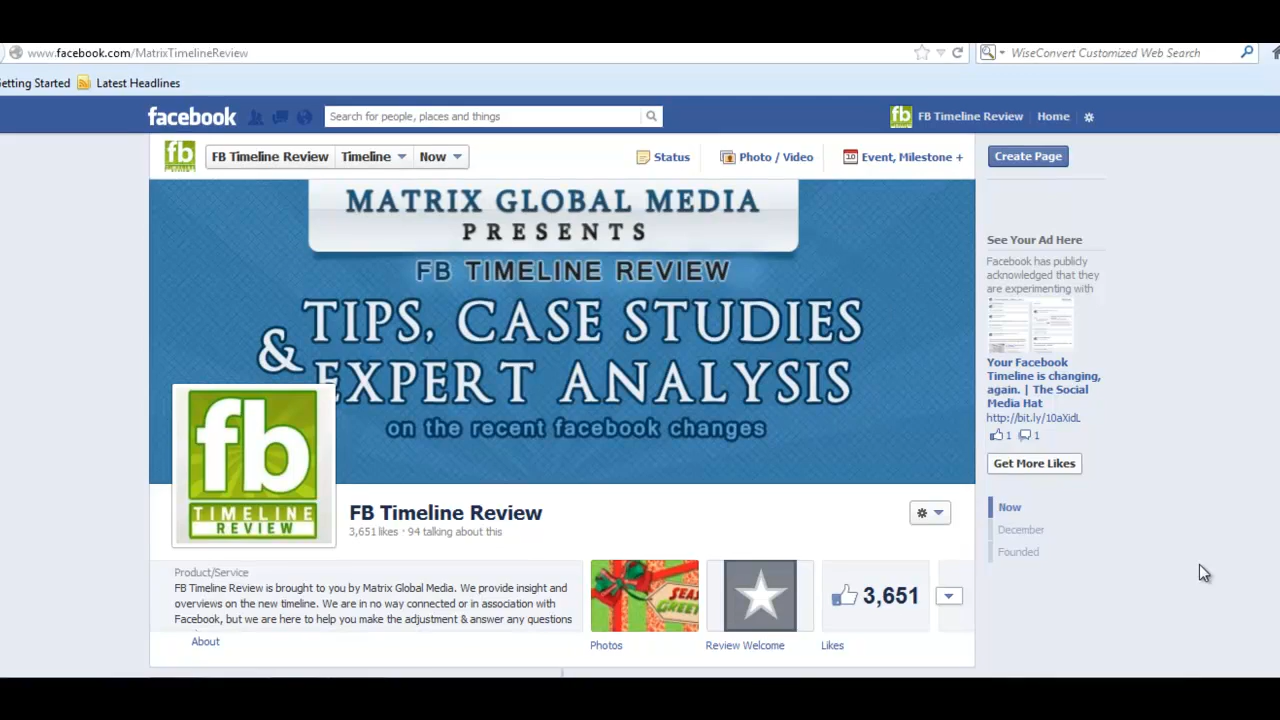 www.facebook.com/MatrixTimelineReview
WiseConvert Customized Web Search
etting Started Latest Headlines
facebook
Search for people, places and things
FB Timeline Review Home
fb
FB Timeline Review Timeline Now
Status
Photo / Video
10 Event, Milestone +
Create Page
MATRIX GLOBAL MEDIA
PRESENTS
FB TIMELINE REVIEW
TIPS, CASE STUDIES
& EXPERT ANALYSIS
on the recent facebook changes
fb
TIMELINE
REVIEW
FB Timeline Review
3,651 likes · 94 talking about this
Product/Service
FB Timeline Review is brought to you by Matrix Global Media. We provide insight and
overviews on the new timeline. We are in no way connected or in association with
Facebook, but we are here to help you make the adjustment & answer any questions
About
Photos
Review Welcome
3,651
Likes
See Your Ad Here
Facebook has publicly
acknowledged that they
are experimenting with
Your Facebook
Timeline is changing,
again. | The Social
Media Hat
http://bit.ly/10aXidL
1 1
Get More Likes
Now
December
Founded